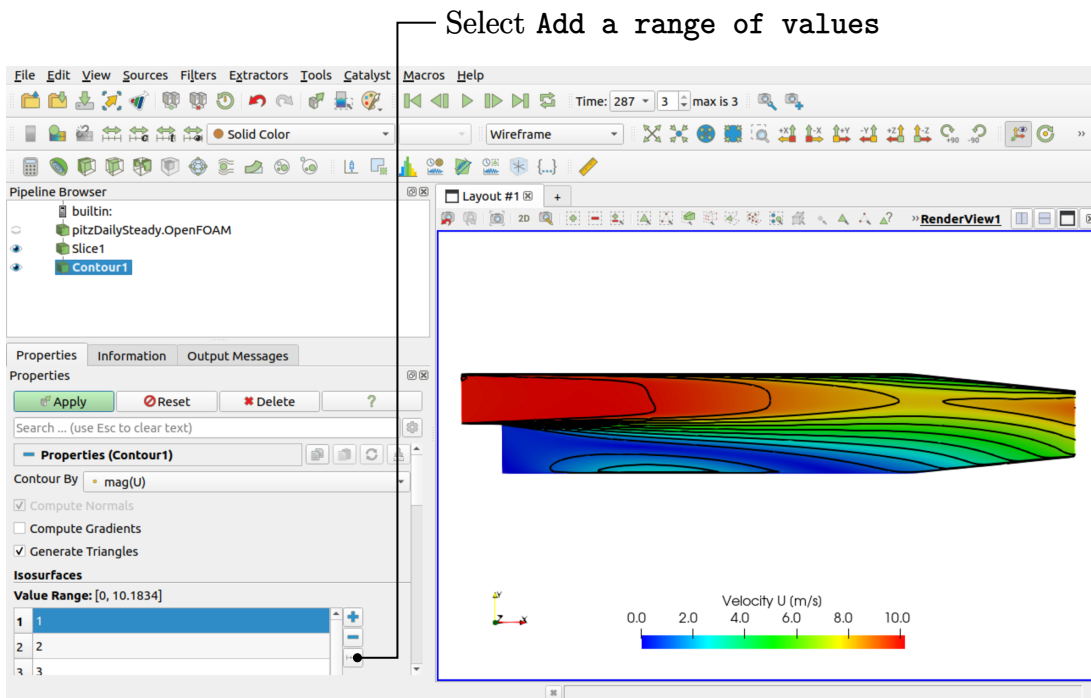 Select Add a range of values
File Edit View Sources Filters Extractors Tools Catalyst Macros Help
Time: 287 3 max is 3
Solid Color Wireframe +X -X +Y -Y +Z -Z +90 -90 »
Pipeline Browser
builtin:
pitzDailySteady.OpenFOAM
Slice1
Contour1
Properties Information Output Messages
Properties
Apply Reset Delete ?
Search ... (use Esc to clear text)
Properties (Contour1)
Contour By mag(U)
Compute Normals
Compute Gradients
Generate Triangles
Isosurfaces
Value Range: [0, 10.1834]
1 1
2 2
3 3
Layout #1 +
2D » RenderView1
Y
Z X
Velocity U (m/s)
0.0 2.0 4.0 6.0 8.0 10.0